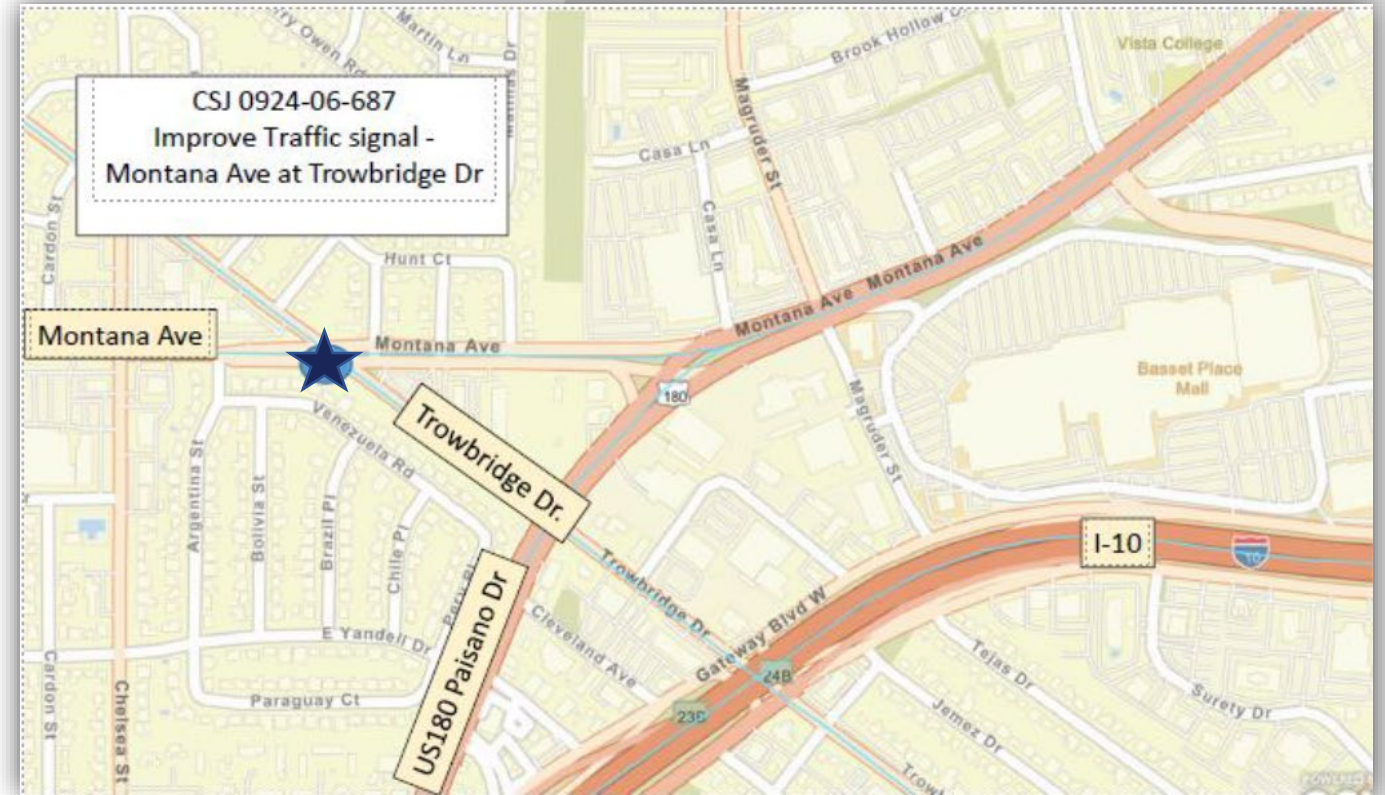 Martin Ln
Brook Hollow
Vista College
CSJ 0924-06-687
Improve Traffic signal -
Montana Ave at Trowbridge Dr
Magruder St
Casa Ln
Casa Ln
Cardon St
Hunt Ct
Montana Ave
Montana Ave
Montana Ave
Montana Ave
Basset Place
Mall
180
Magruder St
Trowbridge Dr.
Venezuela Rd
Argentina St
Bolivia St
Brazil Pl
Chile Pl
Peru Pl
I-10
10
US180 Paisano Dr
Trowbridge Dr
Cleveland Ave
Gateway Blvd W
E Yandell Dr
24B
Tejas Dr
Cardon St
Chelsea St
Paraguay Ct
Surety Dr
Jemez Dr
POWERED